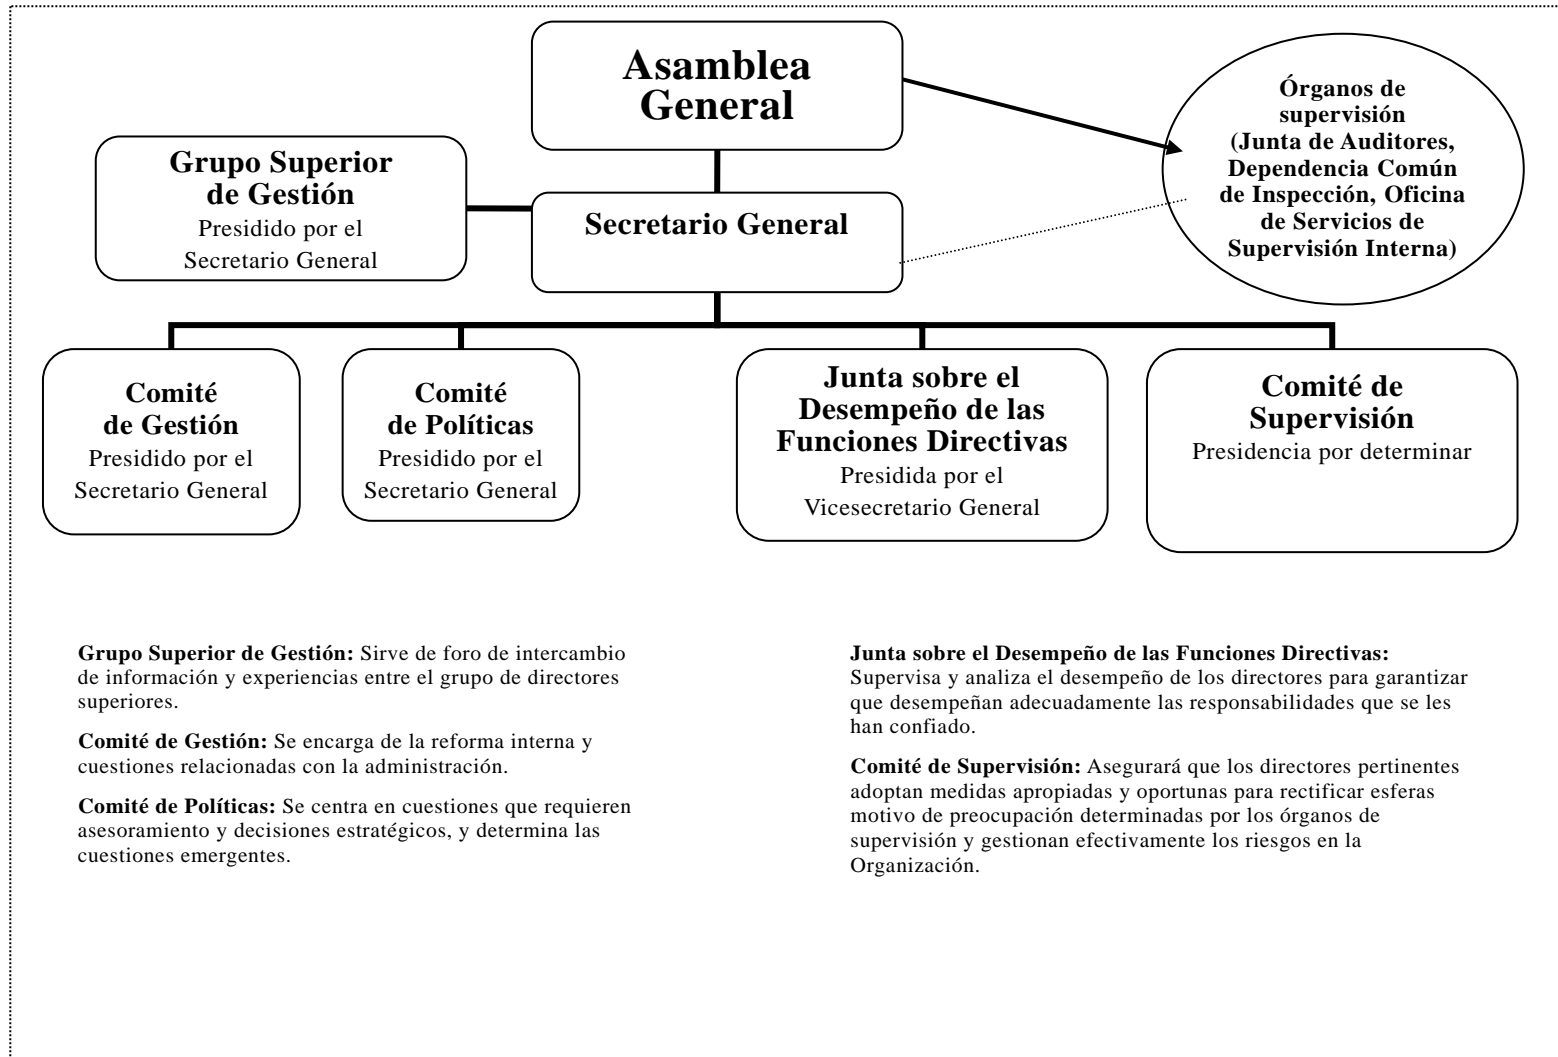 Asamblea
General
Órganos de
supervisión
(Junta de Auditores,
Dependencia Común
de Inspección, Oficina
de Servicios de
Supervisión Interna)
Grupo Superior
de Gestión
Presidido por el
Secretario General
Secretario General
Comité
de Gestión
Presidido por el
Secretario General
Comité
de Políticas
Presidido por el
Secretario General
Junta sobre el
Desempeño de las
Funciones Directivas
Presidida por el
Vicesecretario General
Comité de
Supervisión
Presidencia por determinar
Grupo Superior de Gestión: Sirve de foro de intercambio
de información y experiencias entre el grupo de directores
superiores.
Comité de Gestión: Se encarga de la reforma interna y
cuestiones relacionadas con la administración.
Comité de Políticas: Se centra en cuestiones que requieren
asesoramiento y decisiones estratégicos, y determina las
cuestiones emergentes.
Junta sobre el Desempeño de las Funciones Directivas:
Supervisa y analiza el desempeño de los directores para garantizar
que desempeñan adecuadamente las responsabilidades que se les
han confiado.
Comité de Supervisión: Asegurará que los directores pertinentes
adoptan medidas apropiadas y oportunas para rectificar esferas
motivo de preocupación determinadas por los órganos de
supervisión y gestionan efectivamente los riesgos en la
Organización.